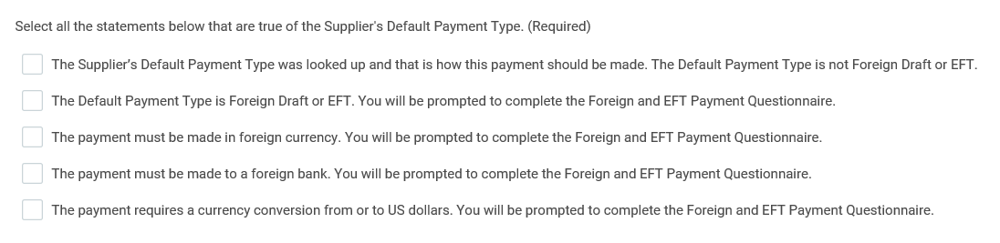 Select all the statements below that are true of the Supplier's Default Payment Type. (Required)
The Supplier’s Default Payment Type was looked up and that is how this payment should be made. The Default Payment Type is not Foreign Draft or EFT.
The Default Payment Type is Foreign Draft or EFT. You will be prompted to complete the Foreign and EFT Payment Questionnaire.
The payment must be made in foreign currency. You will be prompted to complete the Foreign and EFT Payment Questionnaire.
The payment must be made to a foreign bank. You will be prompted to complete the Foreign and EFT Payment Questionnaire.
The payment requires a currency conversion from or to US dollars. You will be prompted to complete the Foreign and EFT Payment Questionnaire.